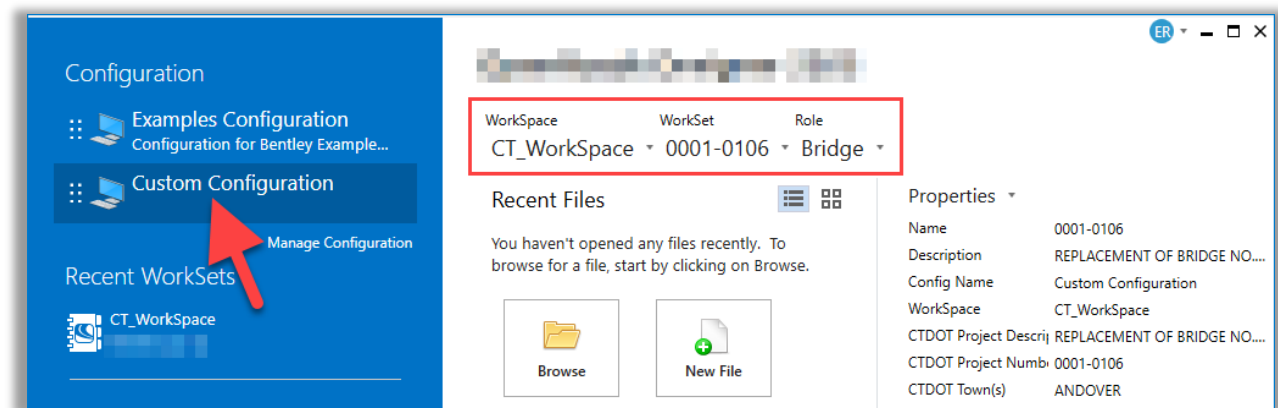 ER
Configuration
Examples Configuration
Configuration for Bentley Example...
Custom Configuration
Manage Configuration
Recent WorkSets
CT_WorkSpace
WorkSpace WorkSet Role
CT_WorkSpace 0001-0106 Bridge
Recent Files
You haven't opened any files recently. To
browse for a file, start by clicking on Browse.
Browse New File
Properties
Name 0001-0106
Description REPLACEMENT OF BRIDGE NO....
Config Name Custom Configuration
WorkSpace CT_WorkSpace
CTDOT Project Descrip REPLACEMENT OF BRIDGE NO....
CTDOT Project Numb 0001-0106
CTDOT Town(s) ANDOVER